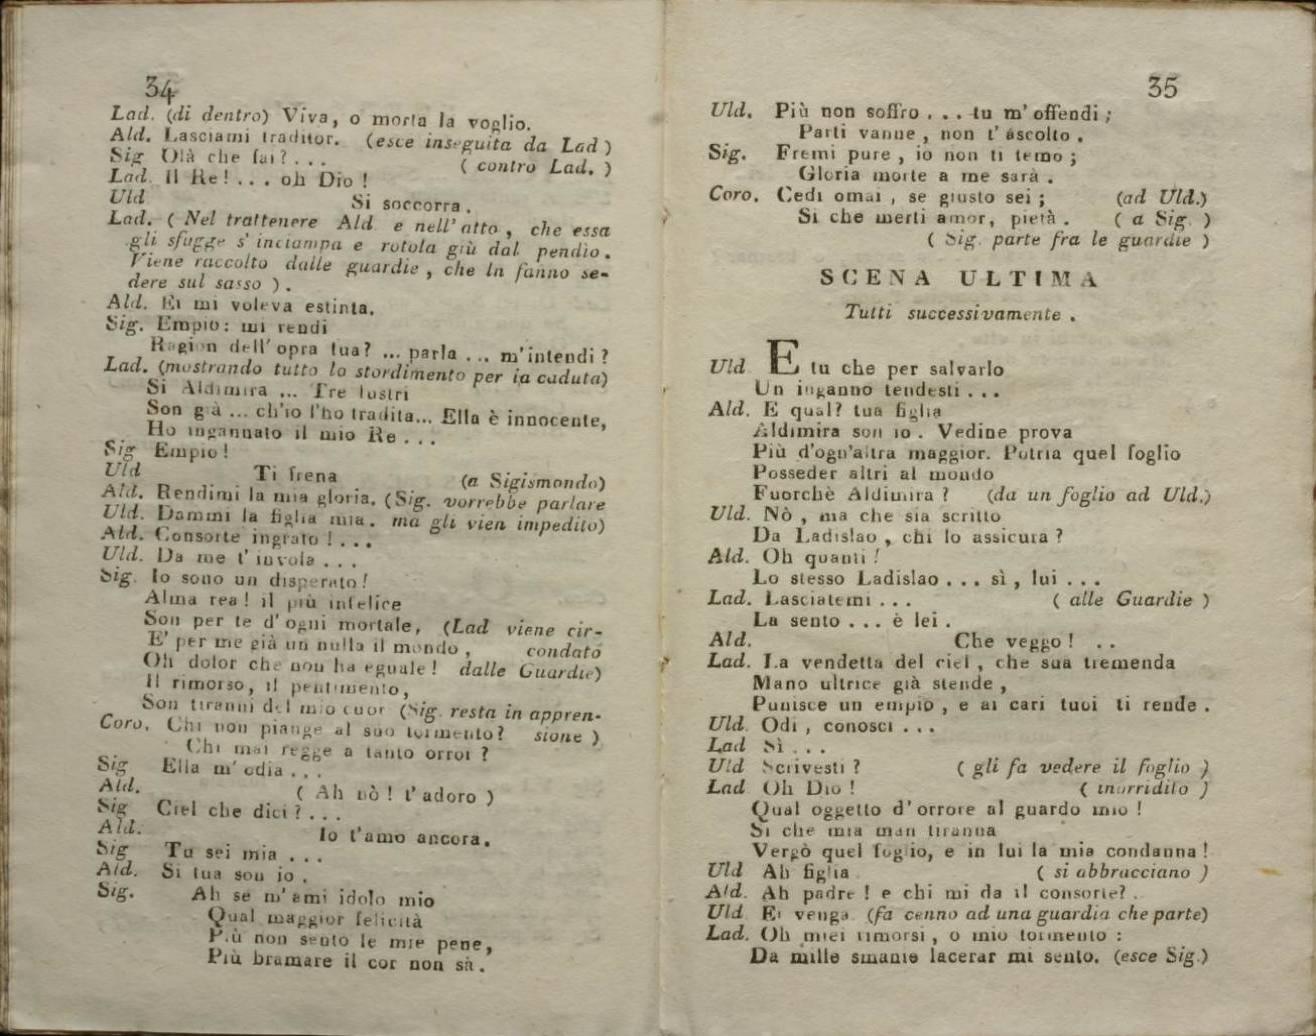 34
Lad. (di dentro) Viva, o morta la voglio.
Ald. Lasciami traditor. (esce inseguita da Lad)
Sig Olà che fai? . . . ( contro Lad. )
Lad. Il Re! . . . oh Dio !
Uld Si soccorra.
Lad. ( Nel trattenere Ald. e nell' atto , che essa
gli sfugge s' inciampa e rotola giù dal pendio.
Viene raccolto dalle guardie , che ln fanno se-
dere sul sasso ) .
Ald. Ei mi voleva estinta.
Sig. Empio: mi rendi
Ragion dell' opra tua? ... parla . .. m'intendi ?
Lad. (mostrando tutto lo stordimento per ia caduta)
Si Aldimira ... Tre lustri
Son già ... ch'io l'ho tradita... Ella è innocente,
Ho ingannato il mio Re . . .
Sig Empio !
Uld Ti frena (a Sigismondo)
Ald. Rendimi la mia gloria. (Sig. vorrebbe parlare
Uld. Dammi la figlia mia. ma gli vien impedito)
Ald. Consorte ingrato ! . . .
Uld. Da me t' invola . . .
Sig. Io sono un disperato !
Alma rea ! il più infelice
Son per te d' ogni mortale, (Lad viene cir-
E' per me già un nulla il mondo , condato
Oh dolor che non ha eguale ! dalle Guardie)
Il rimorso, il pentimento,
Son tiranni del mio cuor (Sig. resta in appren-
Coro. Chi non piange al suo tormento? sione )
Chi mai regge a tanto orror ?
Sig Ella m' odia . . .
Ald. ( Ah nò ! t' adoro )
Sig Ciel che dici ? . . .
Ald. Io t'amo ancora.
Sig Tu sei mia . . .
Ald. Si tua son io .
Sig. Ah se m' ami idolo mio
Qual maggior felicità
Più non sento le mie pene,
Più bramare il cor non sà .
35
Uld. Più non soffro . . . tu m' offendi ;
Parti vanne , non t' ascolto .
Sig. Fremi pure , io non ti temo ;
Gloria morte a me sarà .
Coro. Cedi omai , se giusto sei ; (ad Uld.)
Si che merti amor, pietà . ( a Sig. )
( Sig. parte fra le guardie )
SCENA ULTIMA
Tutti successivamente .
Uld E tu che per salvarlo
Un inganno tendesti . . .
Ald. E qual? tua figlia
Aldimira son io . Vedine prova
Più d'ogn'altra maggior. Potria quel foglio
Posseder altri al mondo
Fuorchè Aldimira ? (da un foglio ad Uld.)
Uld. Nò , ma che sia scritto
Da Ladislao , chi lo assicura ?
Ald. Oh quanti !
Lo stesso Ladislao . . . sì , lui . . .
Lad. Lasciatemi . . . ( alle Guardie )
La sento . . . è lei .
Ald. Che veggo ! . .
Lad. La vendetta del ciel , che sua tremenda
Mano ultrice già stende ,
Punisce un empio , e ai cari tuoi ti rende .
Uld. Odi , conosci . . .
Lad Sì . . .
Uld Scrivesti ? ( gli fa vedere il foglio )
Lad Oh Dio ! ( inorridito )
Qual oggetto d' orrore al guardo mio !
Si che mia man tiranna
Vergò quel foglio, e in lui la mia condanna !
Uld Ah figlia ( si abbracciano )
Ald. Ah padre ! e chi mi da il consorte? .
Uld Ei venga. (fa cenno ad una guardia che parte)
Lad. Oh miei rimorsi , o mio tormento :
Da mille smanie lacerar mi sento. (esce Sig.)